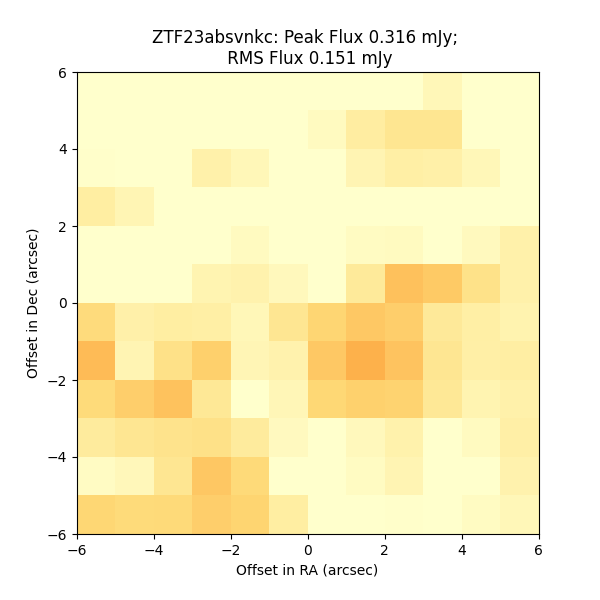 ZTF23absvnkc: Peak Flux 0.316 mJy;
RMS Flux 0.151 mJy
6
4
2
0
−2
−4
−6
Offset in Dec (arcsec)
−6 −4 −2 0 2 4 6
Offset in RA (arcsec)